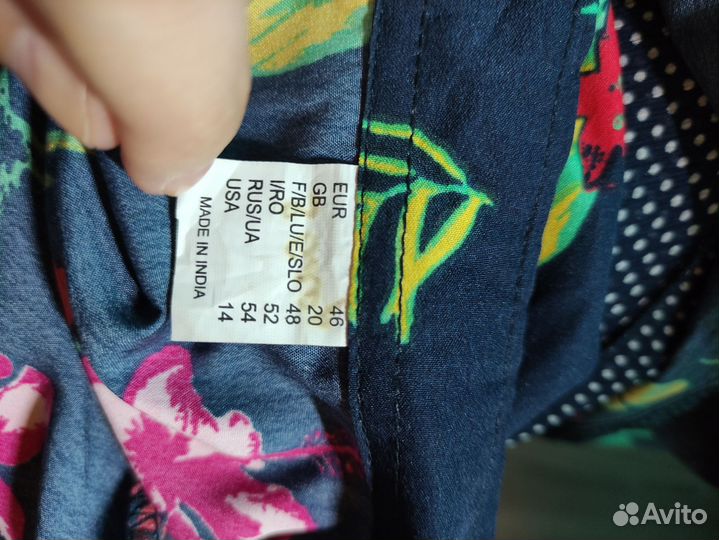 EUR 46
GB 20
F/B/LU/E/SLO 48
I/RO 52
RUS/UA 54
USA 14
MADE IN INDIA
Avito